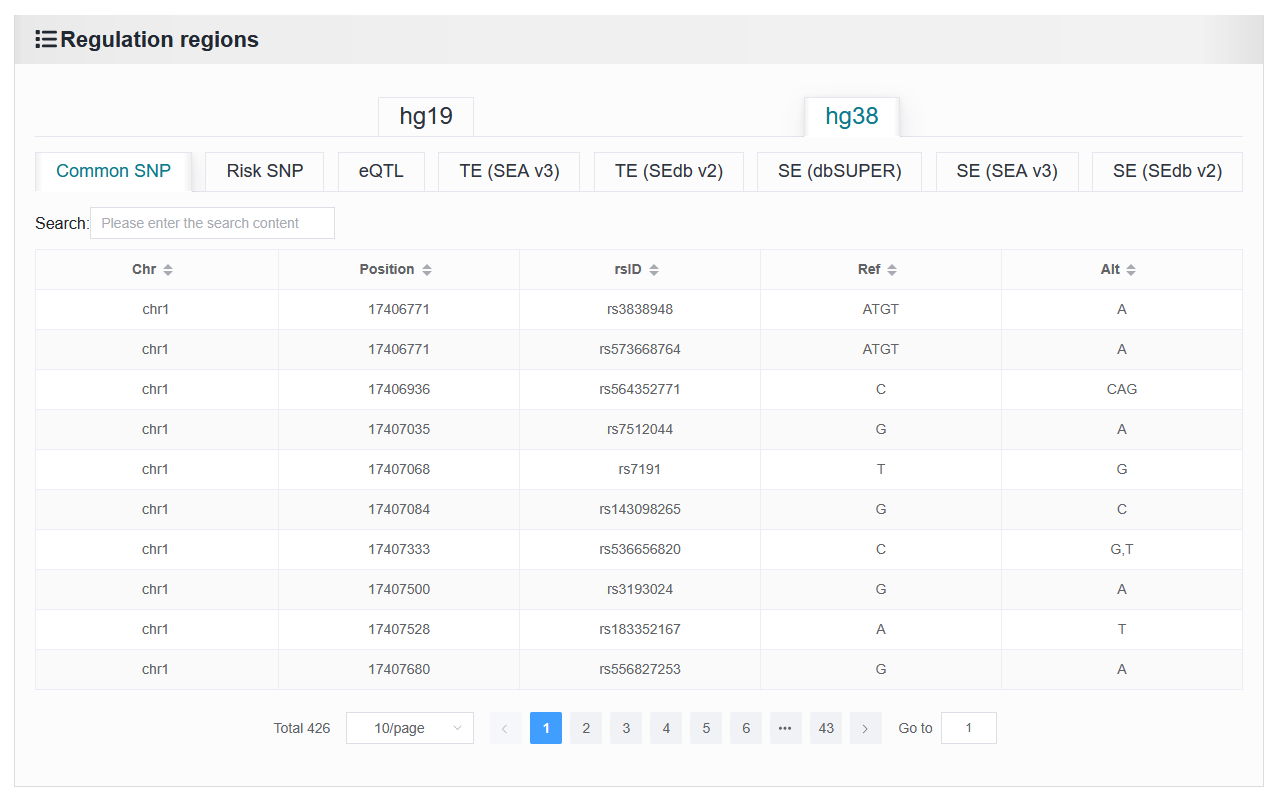 Regulation regions
hg19 hg38
Common SNP Risk SNP eQTL TE (SEA v3) TE (SEdb v2) SE (dbSUPER) SE (SEA v3) SE (SEdb v2)
Search: Please enter the search content
Chr Position rsID Ref Alt
chr1 17406771 rs3838948 ATGT A
chr1 17406771 rs573668764 ATGT A
chr1 17406936 rs564352771 C CAG
chr1 17407035 rs7512044 G A
chr1 17407068 rs7191 T G
chr1 17407084 rs143098265 G C
chr1 17407333 rs536656820 C G,T
chr1 17407500 rs3193024 G A
chr1 17407528 rs183352167 A T
chr1 17407680 rs556827253 G A
Total 426 10/page 1 2 3 4 5 6 ••• 43 Go to 1